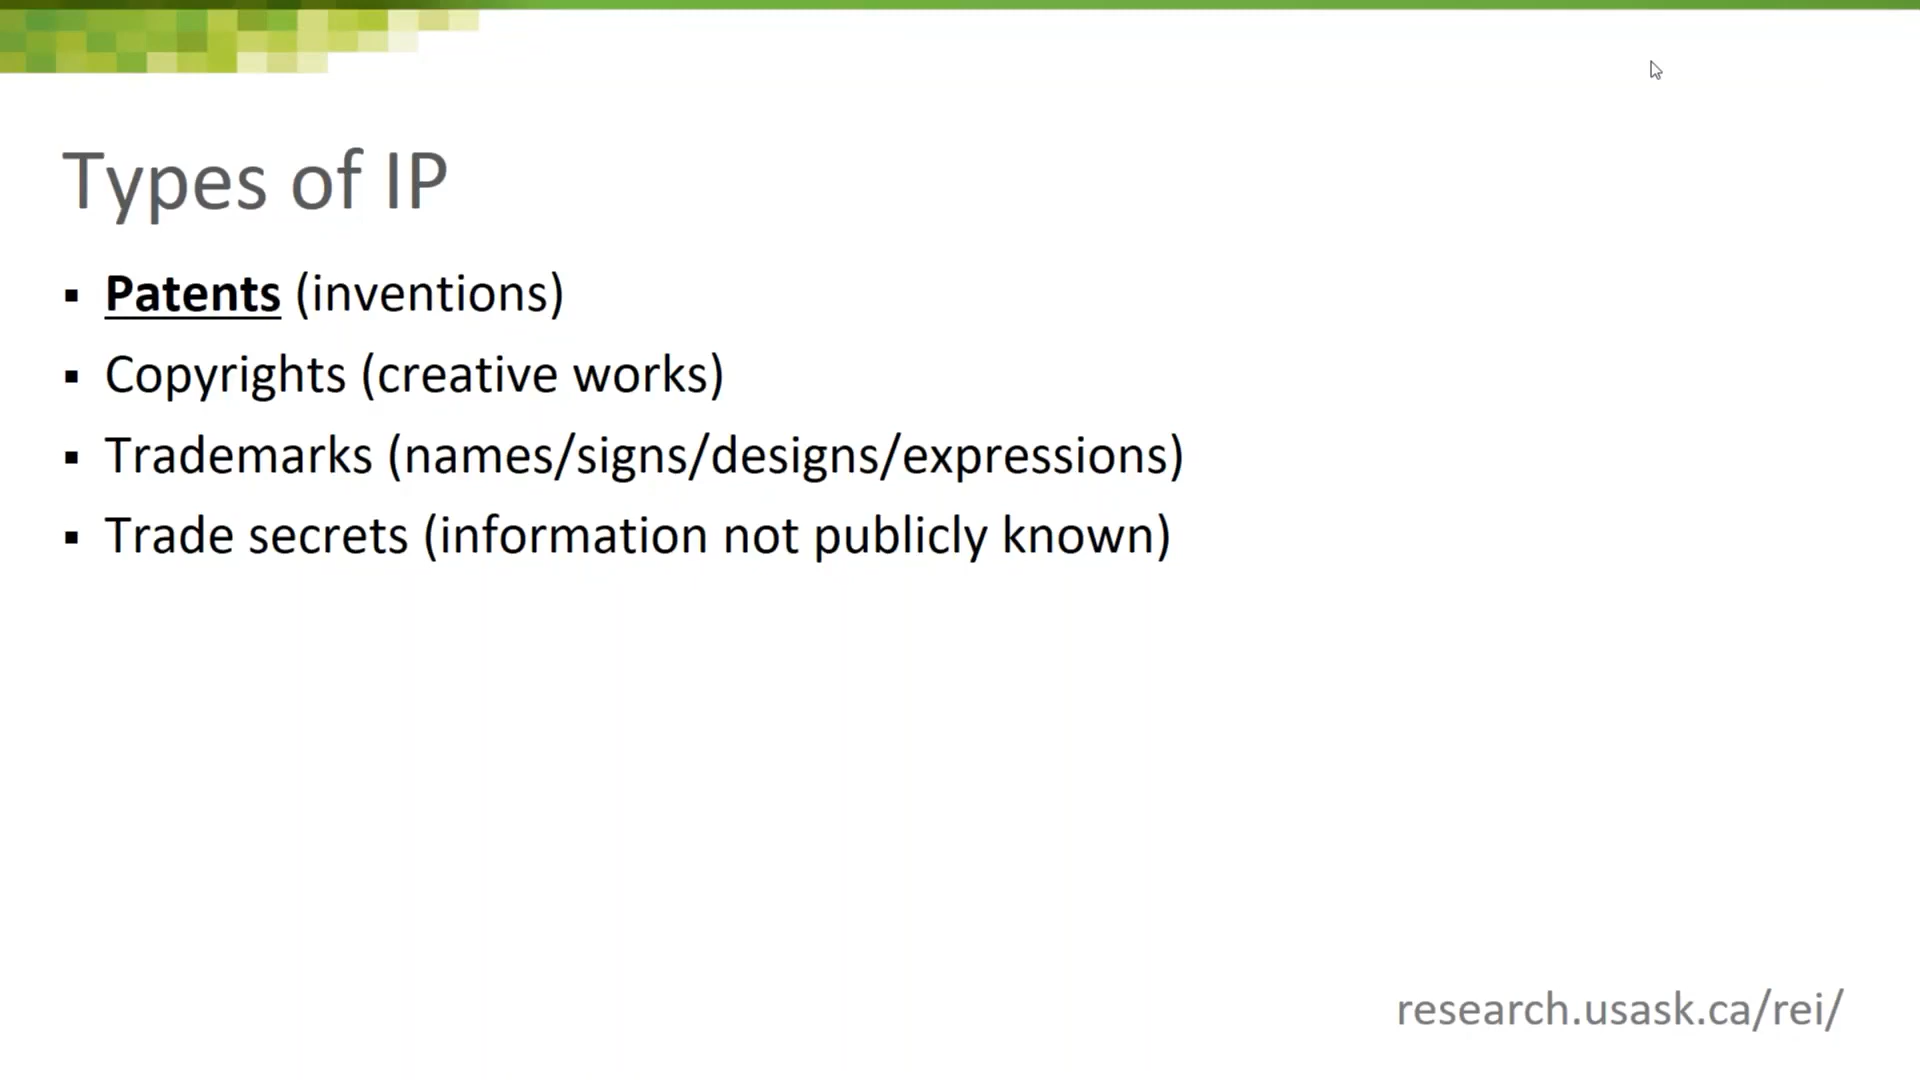 Types of IP
▪ Patents (inventions)
▪ Copyrights (creative works)
▪ Trademarks (names/signs/designs/expressions)
▪ Trade secrets (information not publicly known)
research.usask.ca/rei/